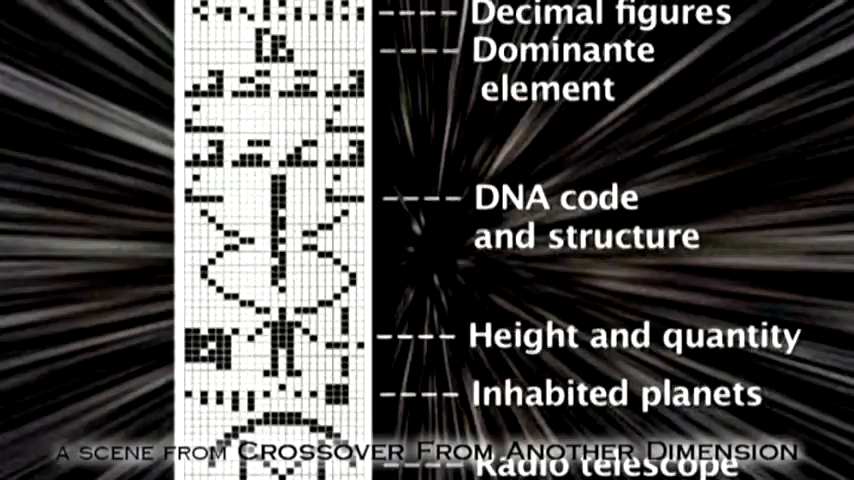 Decimal figures
Dominante
element
DNA code
and structure
Height and quantity
Inhabited planets
A SCENE FROM CROSSOVER FROM ANOTHER DIMENSION
Radio telescope